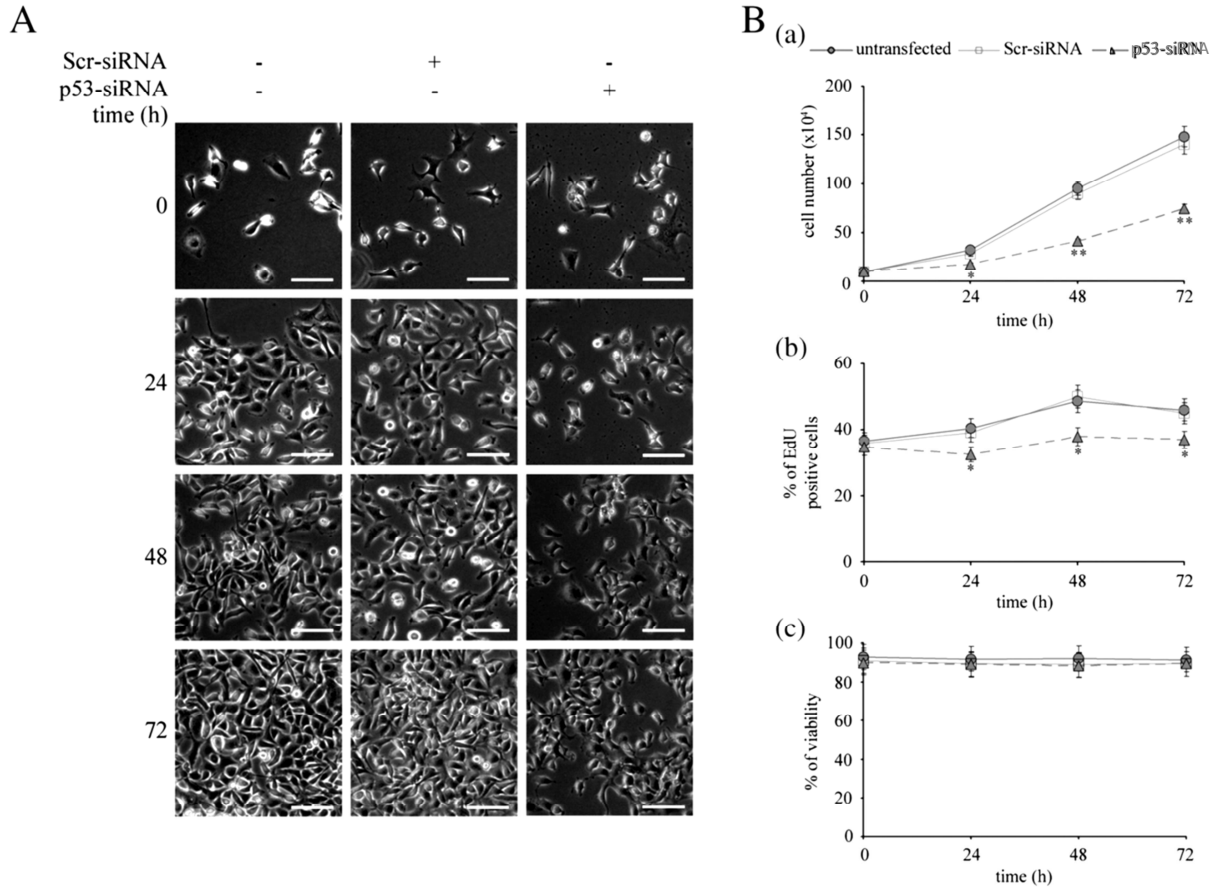 A
Scr-siRNA - + -
p53-siRNA - - +
time (h)
0
24
48
72
B
(a)
untransfected Scr-siRNA p53-siRNA
200
150
100
50
0
cell number (x10⁴)
* ** **
0 24 48 72
time (h)
(b)
60
40
20
0
% of EdU
positive cells
* * *
0 24 48 72
time (h)
(c)
100
80
60
40
20
0
% of viability
0 24 48 72
time (h)